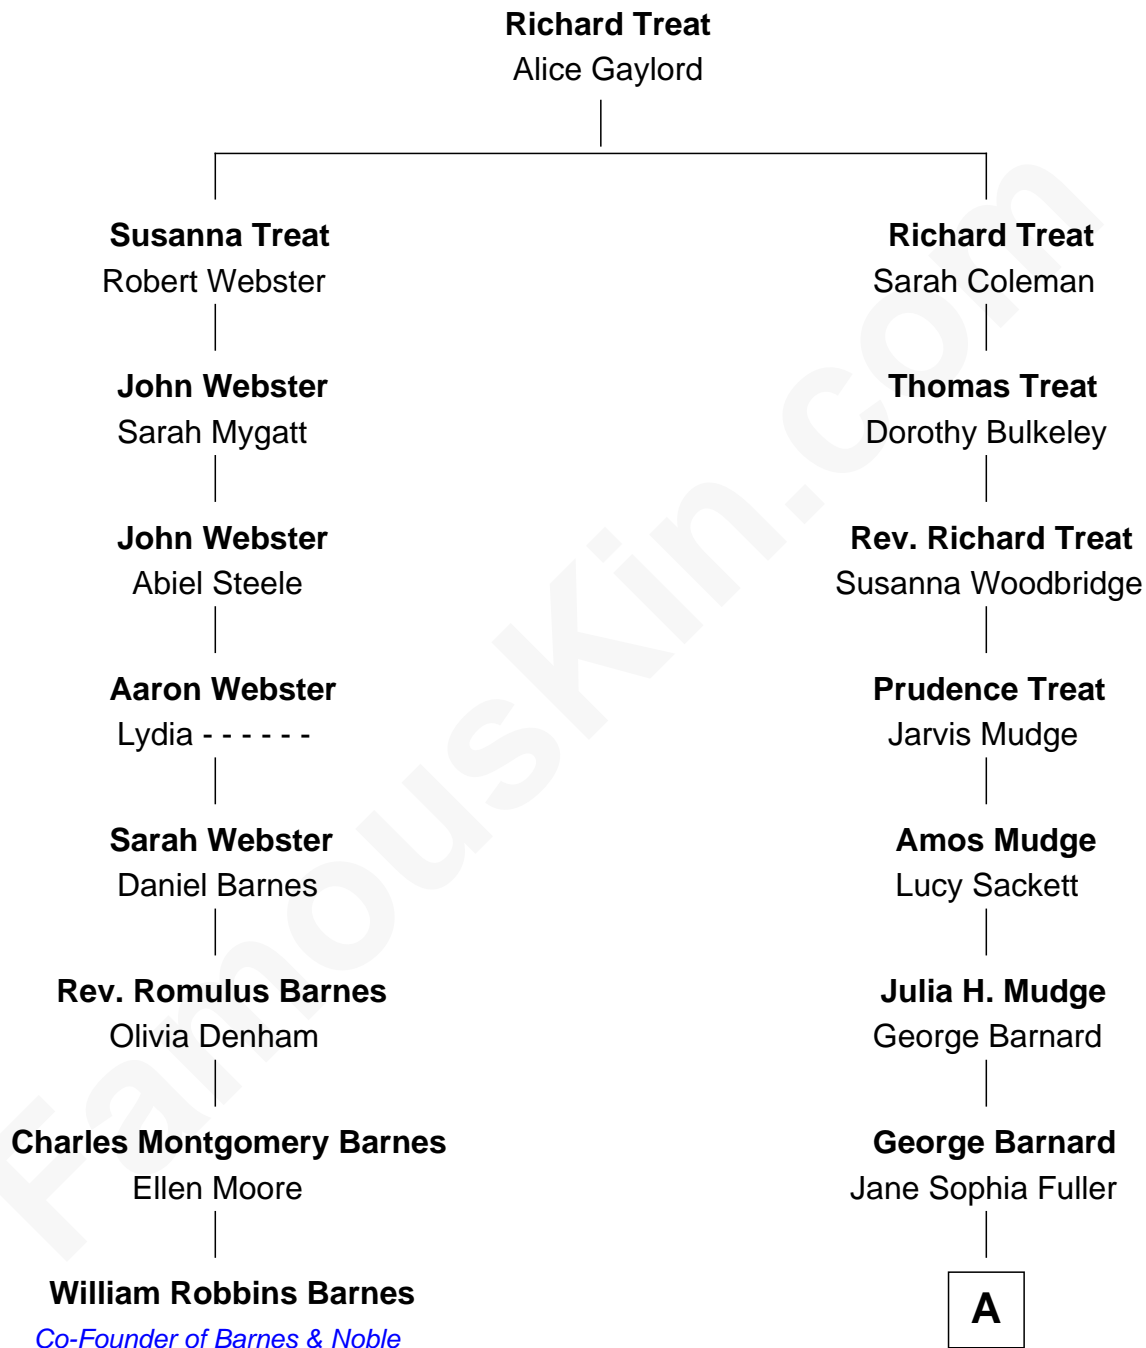 Richard Treat
Alice Gaylord
Susanna Treat
Robert Webster
Richard Treat
Sarah Coleman
John Webster
Sarah Mygatt
Thomas Treat
Dorothy Bulkeley
John Webster
Abiel Steele
Rev. Richard Treat
Susanna Woodbridge
Aaron Webster
Lydia - - - - - -
Prudence Treat
Jarvis Mudge
Sarah Webster
Daniel Barnes
Amos Mudge
Lucy Sackett
Rev. Romulus Barnes
Olivia Denham
Julia H. Mudge
George Barnard
Charles Montgomery Barnes
Ellen Moore
George Barnard
Jane Sophia Fuller
William Robbins Barnes
Co-Founder of Barnes & Noble
A
FamousKin.com